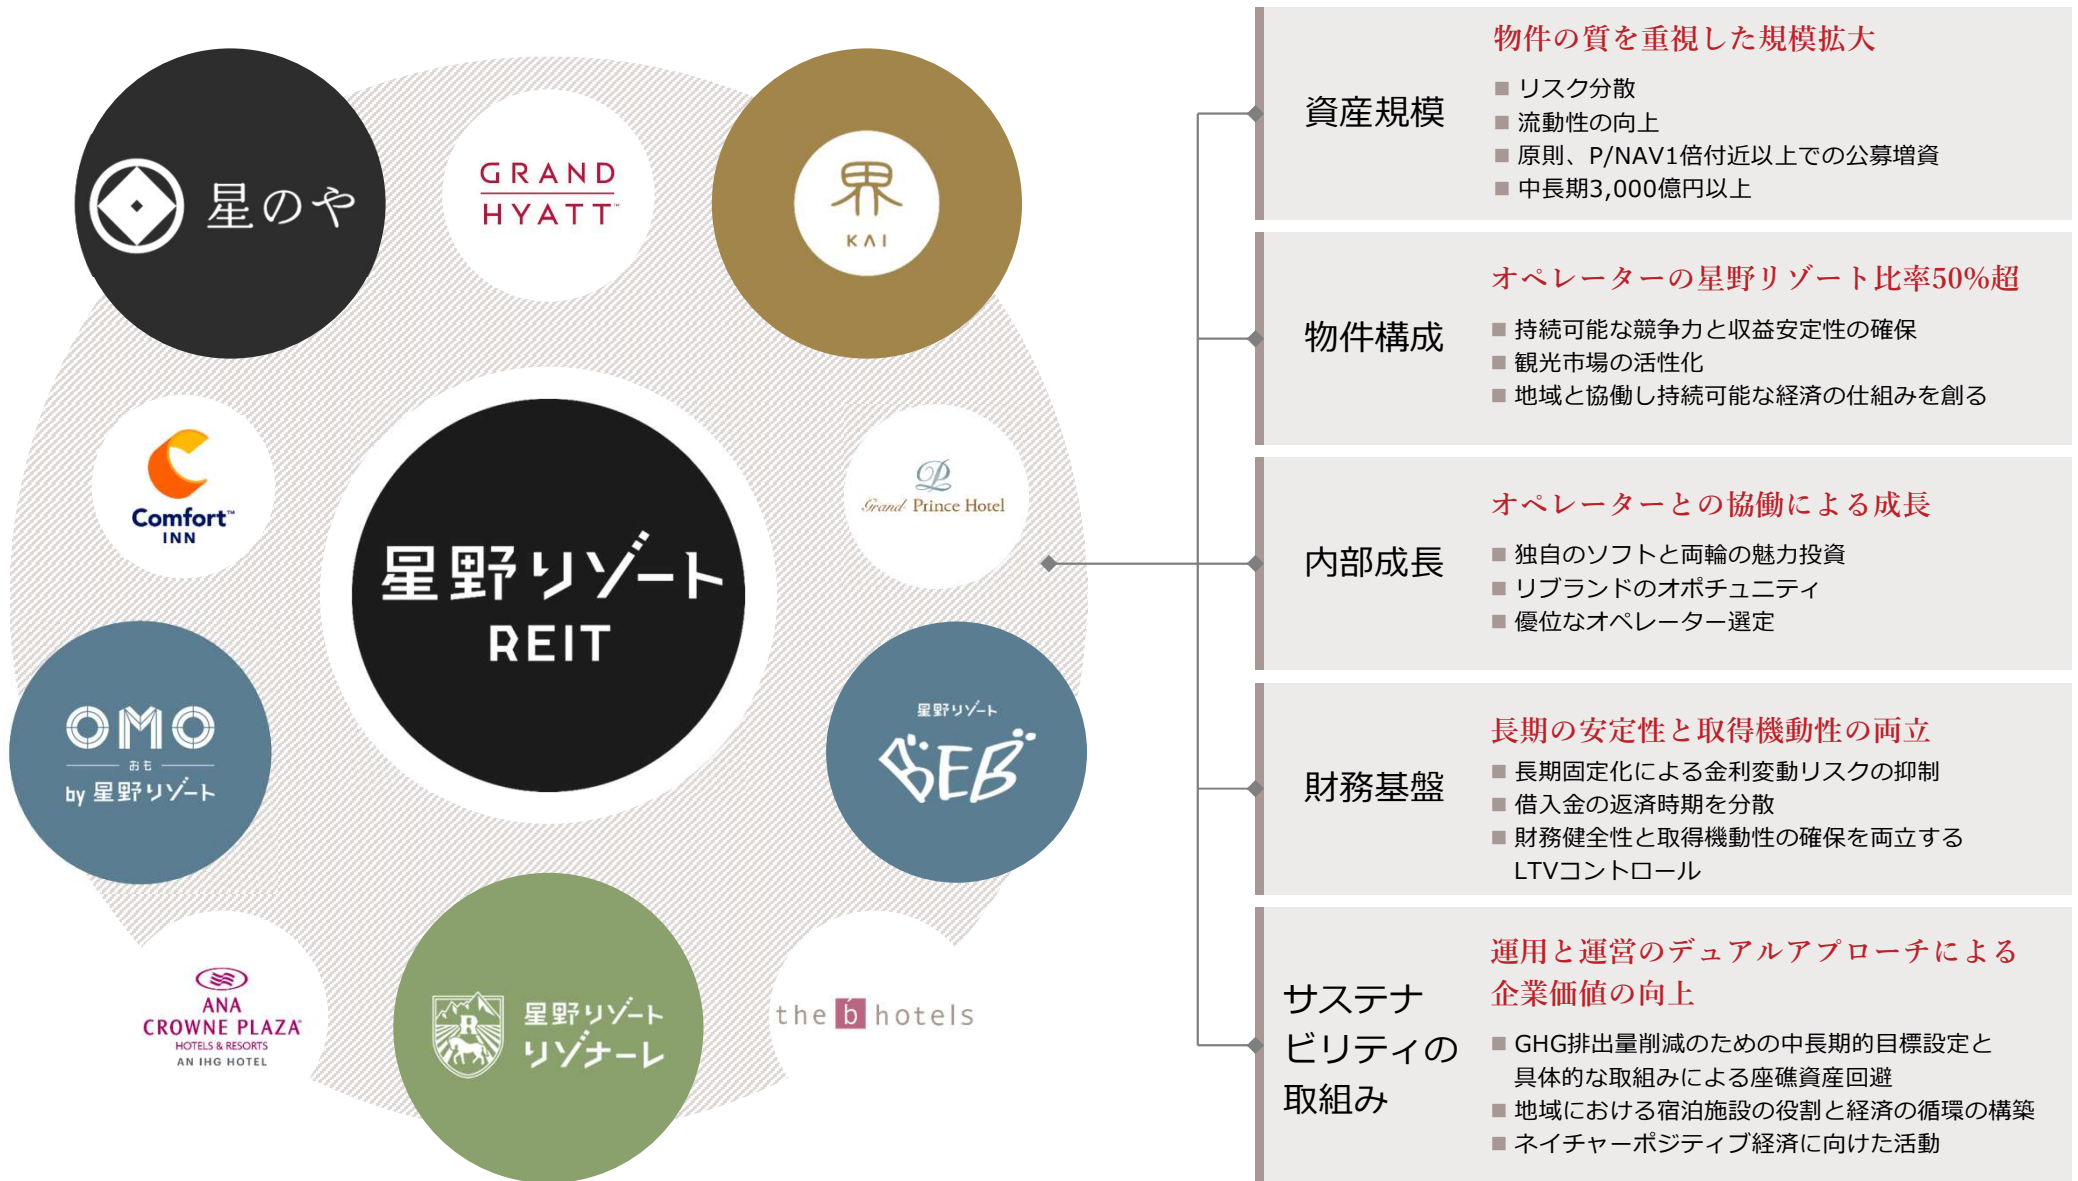 星のや
GRAND
HYATT™
界
KAI
Comfort™
INN
Grand Prince Hotel
星野リゾート
REIT
OMO
おも
by 星野リゾート
星野リゾート
BEB
ANA
CROWNE PLAZA®
HOTELS & RESORTS
AN IHG HOTEL
R
星野リゾート
リゾナーレ
the b hotels
資産規模
物件の質を重視した規模拡大
■ リスク分散
■ 流動性の向上
■ 原則、P/NAV1倍付近以上での公募増資
■ 中長期3,000億円以上
物件構成
オペレーターの星野リゾート比率50%超
■ 持続可能な競争力と収益安定性の確保
■ 観光市場の活性化
■ 地域と協働し持続可能な経済の仕組みを創る
内部成長
オペレーターとの協働による成長
■ 独自のソフトと両輪の魅力投資
■ リブランドのオポチュニティ
■ 優位なオペレーター選定
財務基盤
長期の安定性と取得機動性の両立
■ 長期固定化による金利変動リスクの抑制
■ 借入金の返済時期を分散
■ 財務健全性と取得機動性の確保を両立する
LTVコントロール
サステナ
ビリティの
取組み
運用と運営のデュアルアプローチによる
企業価値の向上
■ GHG排出量削減のための中長期的目標設定と
具体的な取組みによる座礁資産回避
■ 地域における宿泊施設の役割と経済の循環の構築
■ ネイチャーポジティブ経済に向けた活動